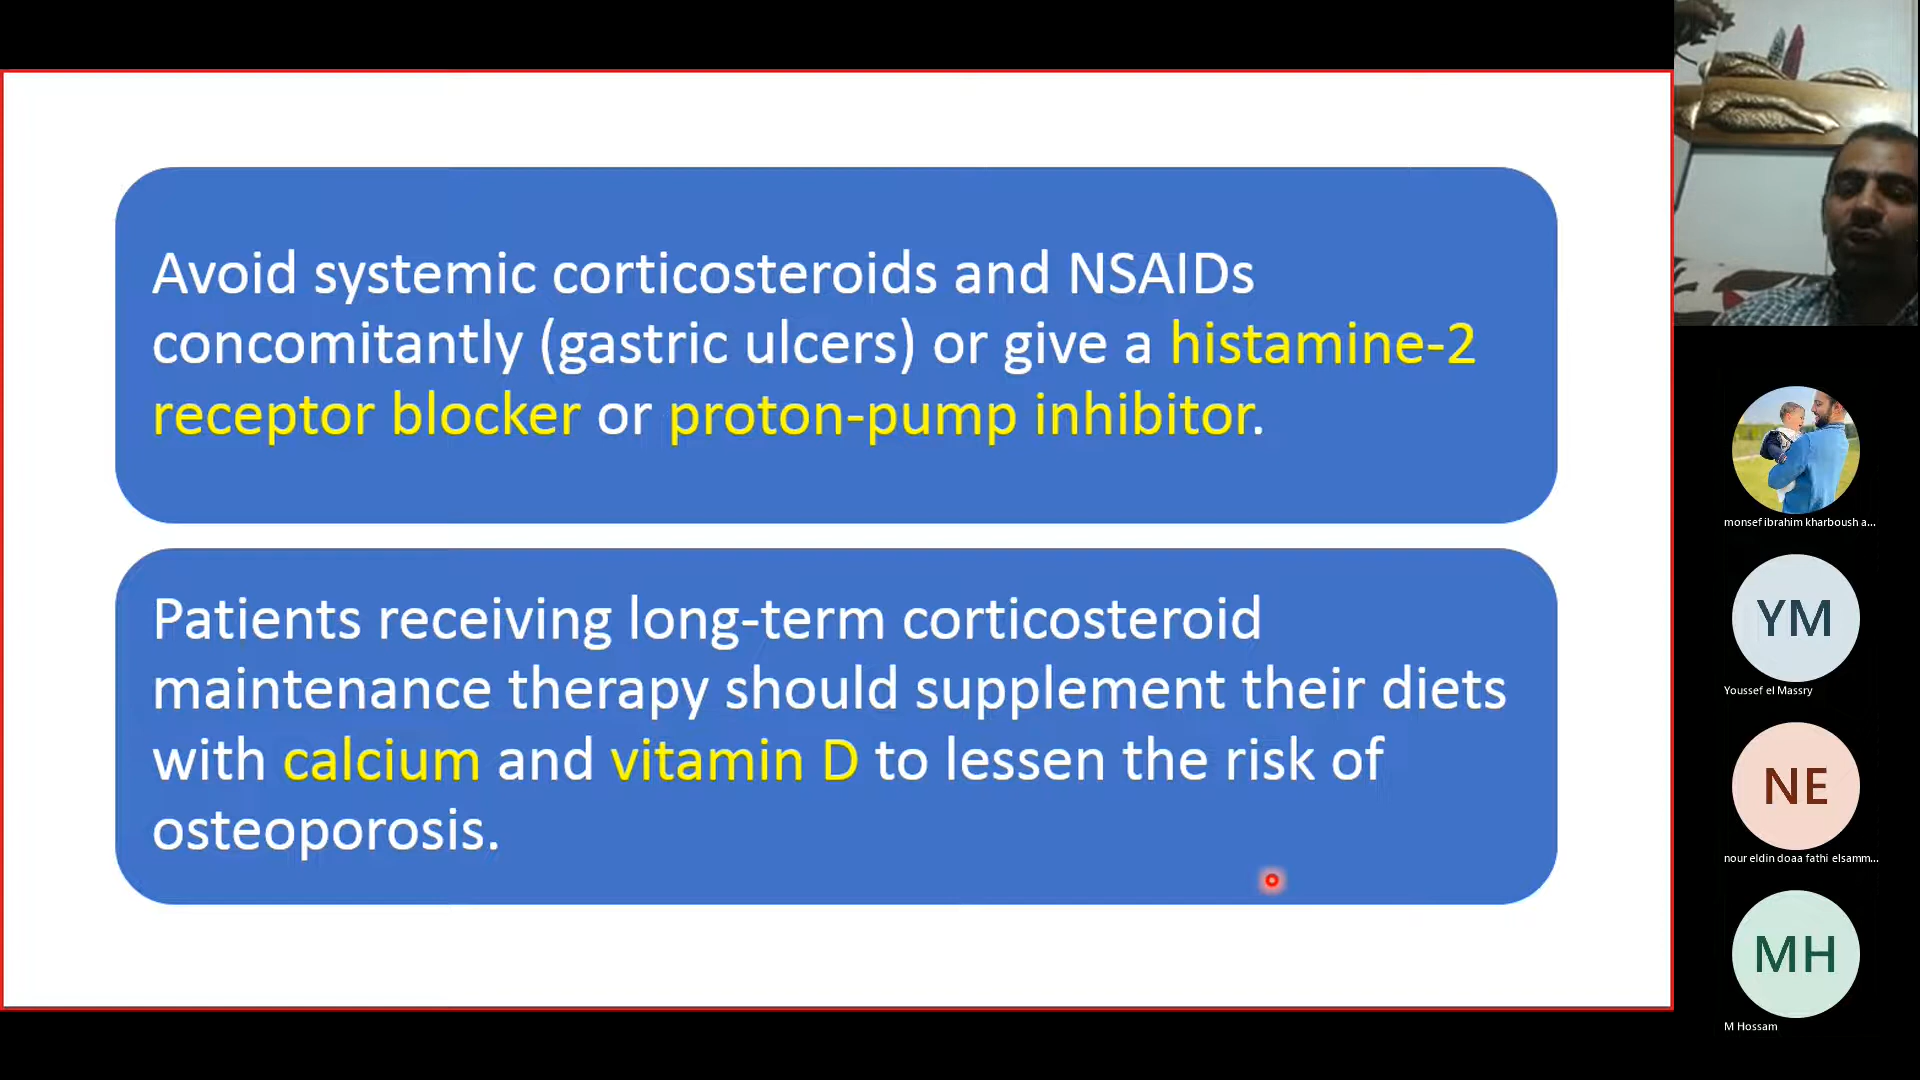 Avoid systemic corticosteroids and NSAIDs
concomitantly (gastric ulcers) or give a histamine-2
receptor blocker or proton-pump inhibitor.
Patients receiving long-term corticosteroid
maintenance therapy should supplement their diets
with calcium and vitamin D to lessen the risk of
osteoporosis.
monsef ibrahim kharboush a...
YM
Youssef el Massry
NE
nour eldin doaa fathi elsamm...
MH
M Hossam